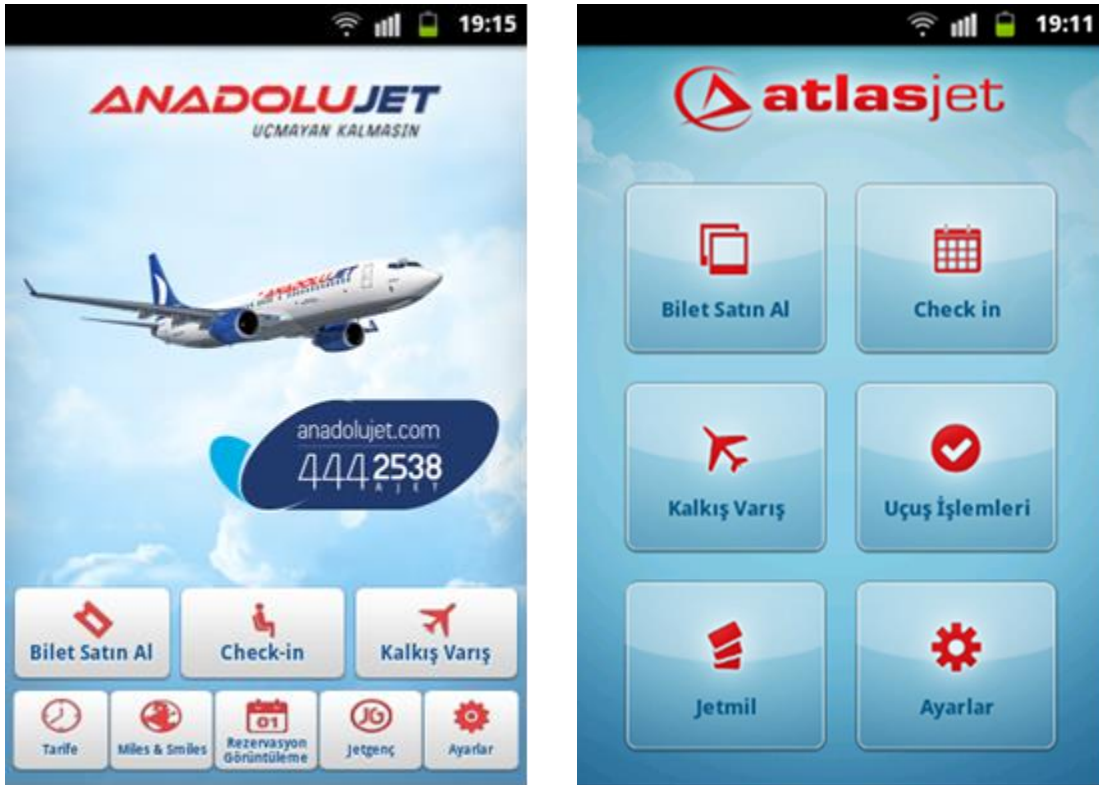 19:15
ANADOLUJET
UÇMAYAN KALMASIN
ANADOLUJET
anadolujet.com
444 2538
A J E T
Bilet Satın Al
Check-in
Kalkış Varış
01
JG
Tarife
Miles & Smiles
Rezervasyon
Görüntüleme
Jetgenç
Ayarlar
19:11
atlasjet
Bilet Satın Al
Check in
Kalkış Varış
Uçuş İşlemleri
Jetmil
Ayarlar